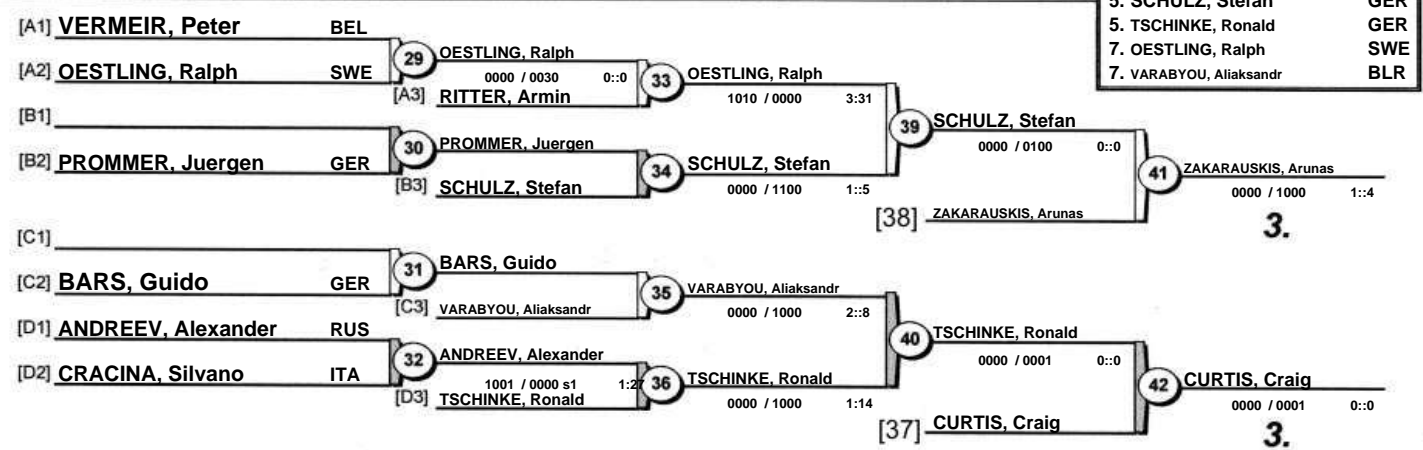 5. SCHULZ, Stefan GER
5. TSCHINKE, Ronald GER
7. OESTLING, Ralph SWE
7. VARABYOU, Aliaksandr BLR
[A1] VERMEIR, Peter BEL
[A2] OESTLING, Ralph SWE
29
OESTLING, Ralph
0000 / 0030 0::0
[A3] RITTER, Armin
33
OESTLING, Ralph
1010 / 0000 3:31
[B1]
[B2] PROMMER, Juergen GER
30
PROMMER, Juergen
[B3] SCHULZ, Stefan
34
SCHULZ, Stefan
0000 / 1100 1::5
39
SCHULZ, Stefan
0000 / 0100 0::0
[38] ZAKARAUSKIS, Arunas
41
ZAKARAUSKIS, Arunas
0000 / 1000 1::4
3.
[C1]
[C2] BARS, Guido GER
31
BARS, Guido
[C3] VARABYOU, Aliaksandr
35
VARABYOU, Aliaksandr
0000 / 1000 2::8
[D1] ANDREEV, Alexander RUS
[D2] CRACINA, Silvano ITA
32
ANDREEV, Alexander
1001 / 0000 s1 1:27
[D3] TSCHINKE, Ronald
36
TSCHINKE, Ronald
0000 / 1000 1:14
40
TSCHINKE, Ronald
0000 / 0001 0::0
[37] CURTIS, Craig
42
CURTIS, Craig
0000 / 0001 0::0
3.